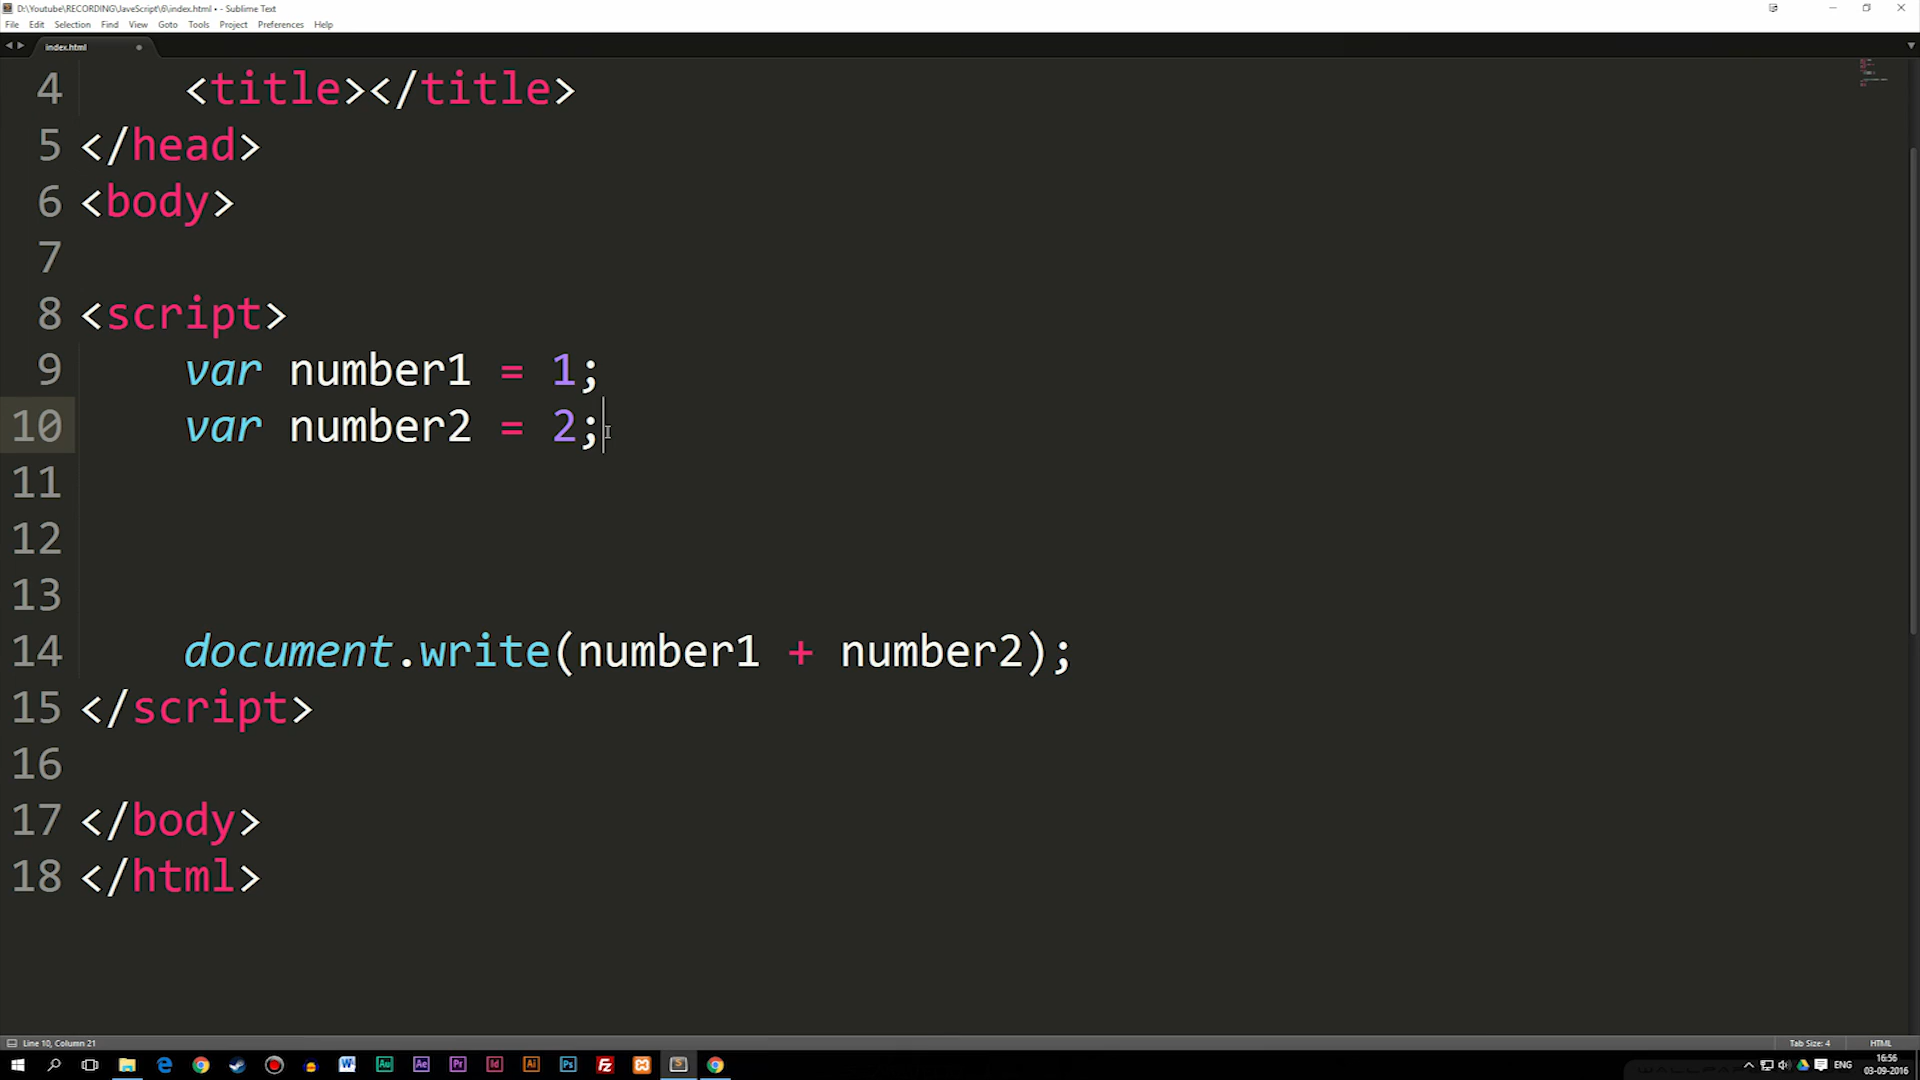 D:\Youtube\RECORDING\JaveScript\6\index.html • - Sublime Text
File Edit Selection Find View Goto Tools Project Preferences Help
index.html
4 <title></title>
5 </head>
6 <body>
7
8 <script>
9 var number1 = 1;
10 var number2 = 2;
11
12
13
14 document.write(number1 + number2);
15 </script>
16
17 </body>
18 </html>
Line 10, Column 21 Tab Size: 4 HTML
ENG 16:56
03-09-2016